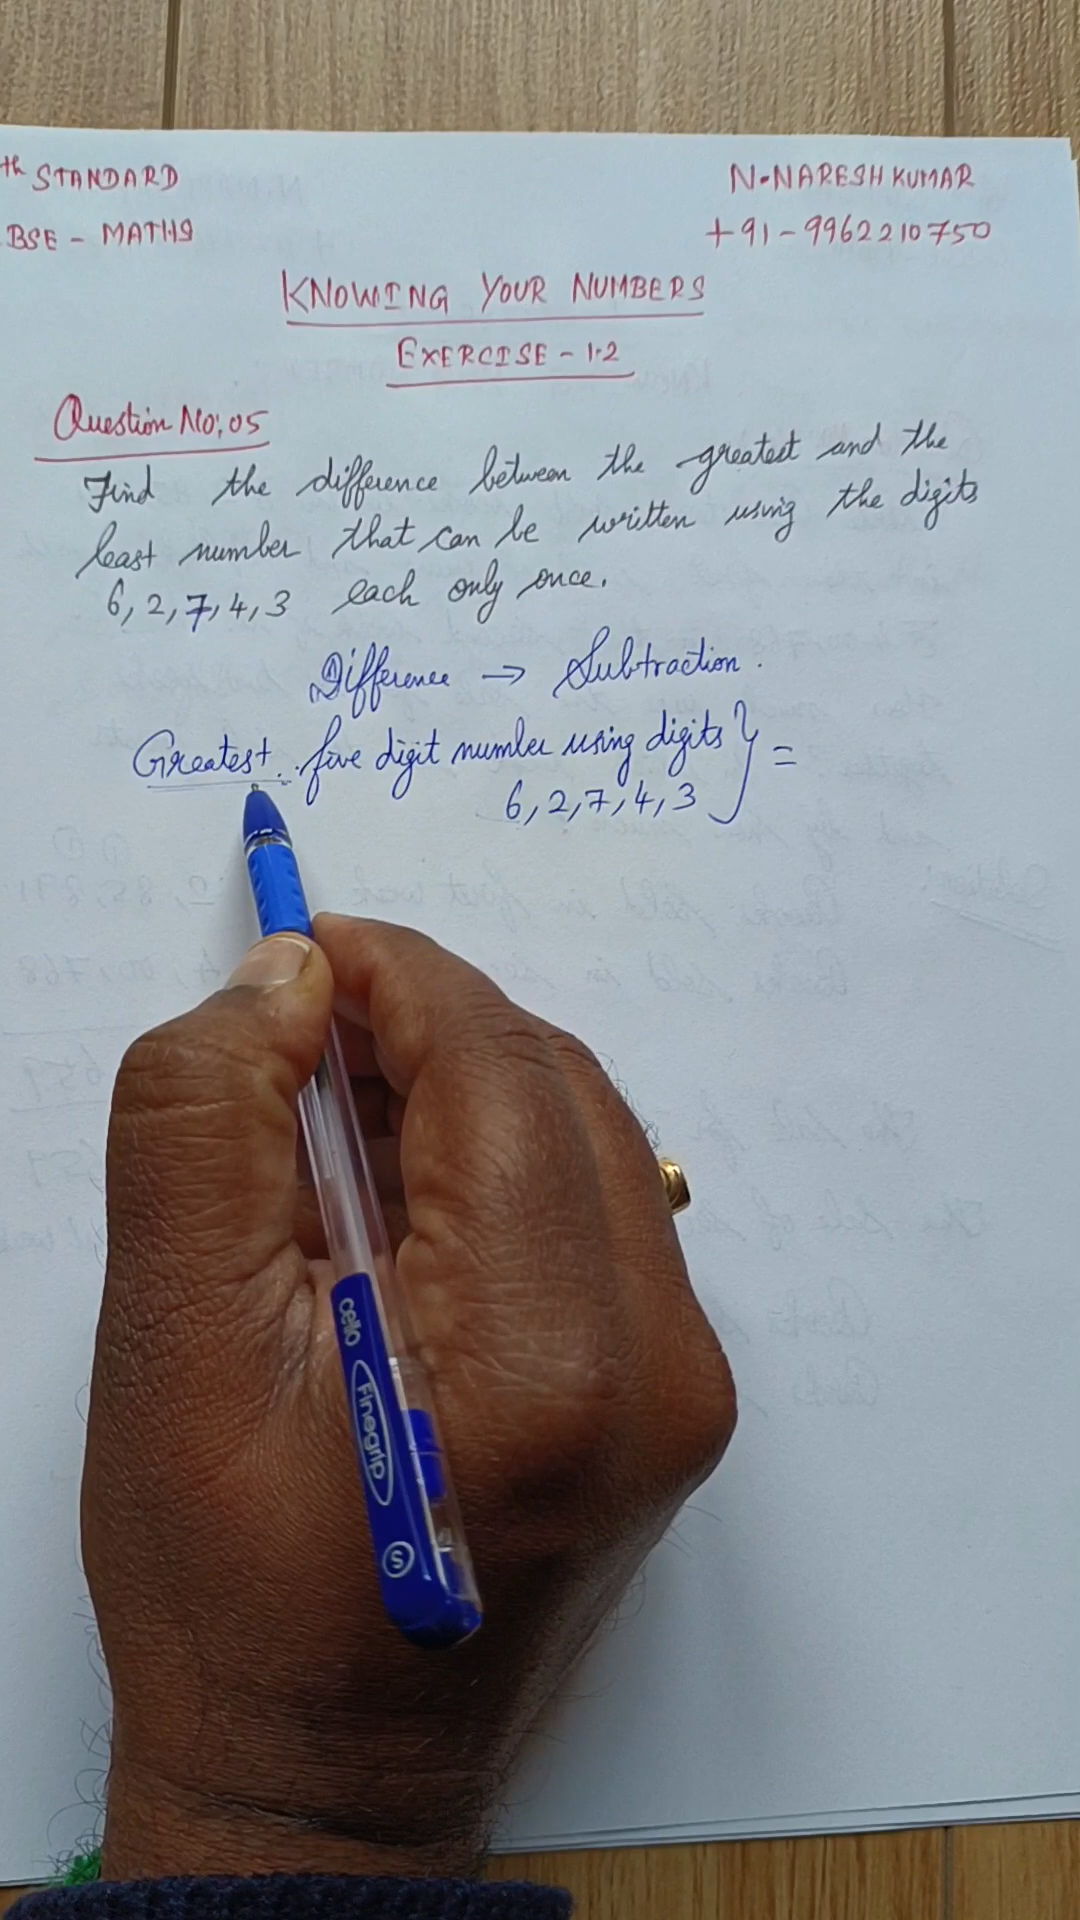 th STANDARD
BSE - MATHS
N. NARESH KUMAR
+91-9962210750
KNOWING YOUR NUMBERS
EXERCISE - 1.2
Question No: 05
Find the difference between the greatest and the
least number that can be written using the digits
6, 2, 7, 4, 3 each only once.
Difference → Subtraction.
Greatest five digit number using digits } =
6, 2, 7, 4, 3
cello
Finegrip
S